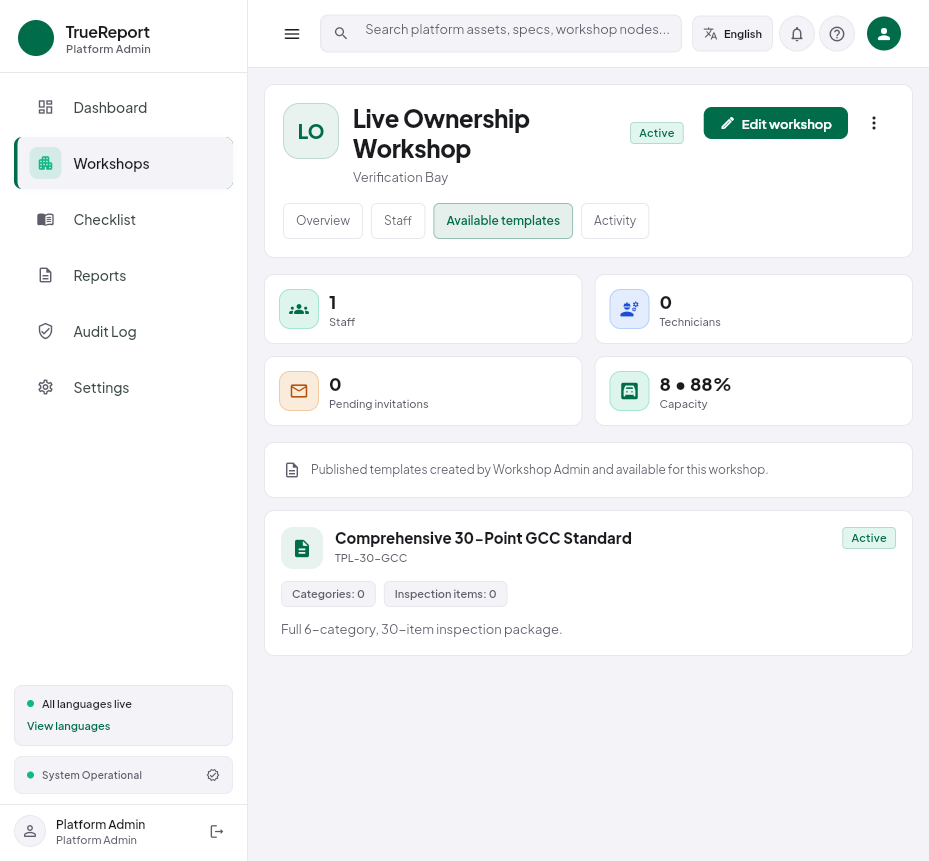 TrueReport
Platform Admin
Dashboard
Workshops
Checklist
Reports
Audit Log
Settings
All languages live
View languages
System Operational
Platform Admin
Platform Admin
Search platform assets, specs, workshop nodes...
English
LO
Live Ownership
Workshop
Verification Bay
Active
Edit workshop
Overview
Staff
Available templates
Activity
1
Staff
0
Technicians
0
Pending invitations
8 • 88%
Capacity
Published templates created by Workshop Admin and available for this workshop.
Comprehensive 30-Point GCC Standard
TPL-30-GCC
Active
Categories: 0
Inspection items: 0
Full 6-category, 30-item inspection package.